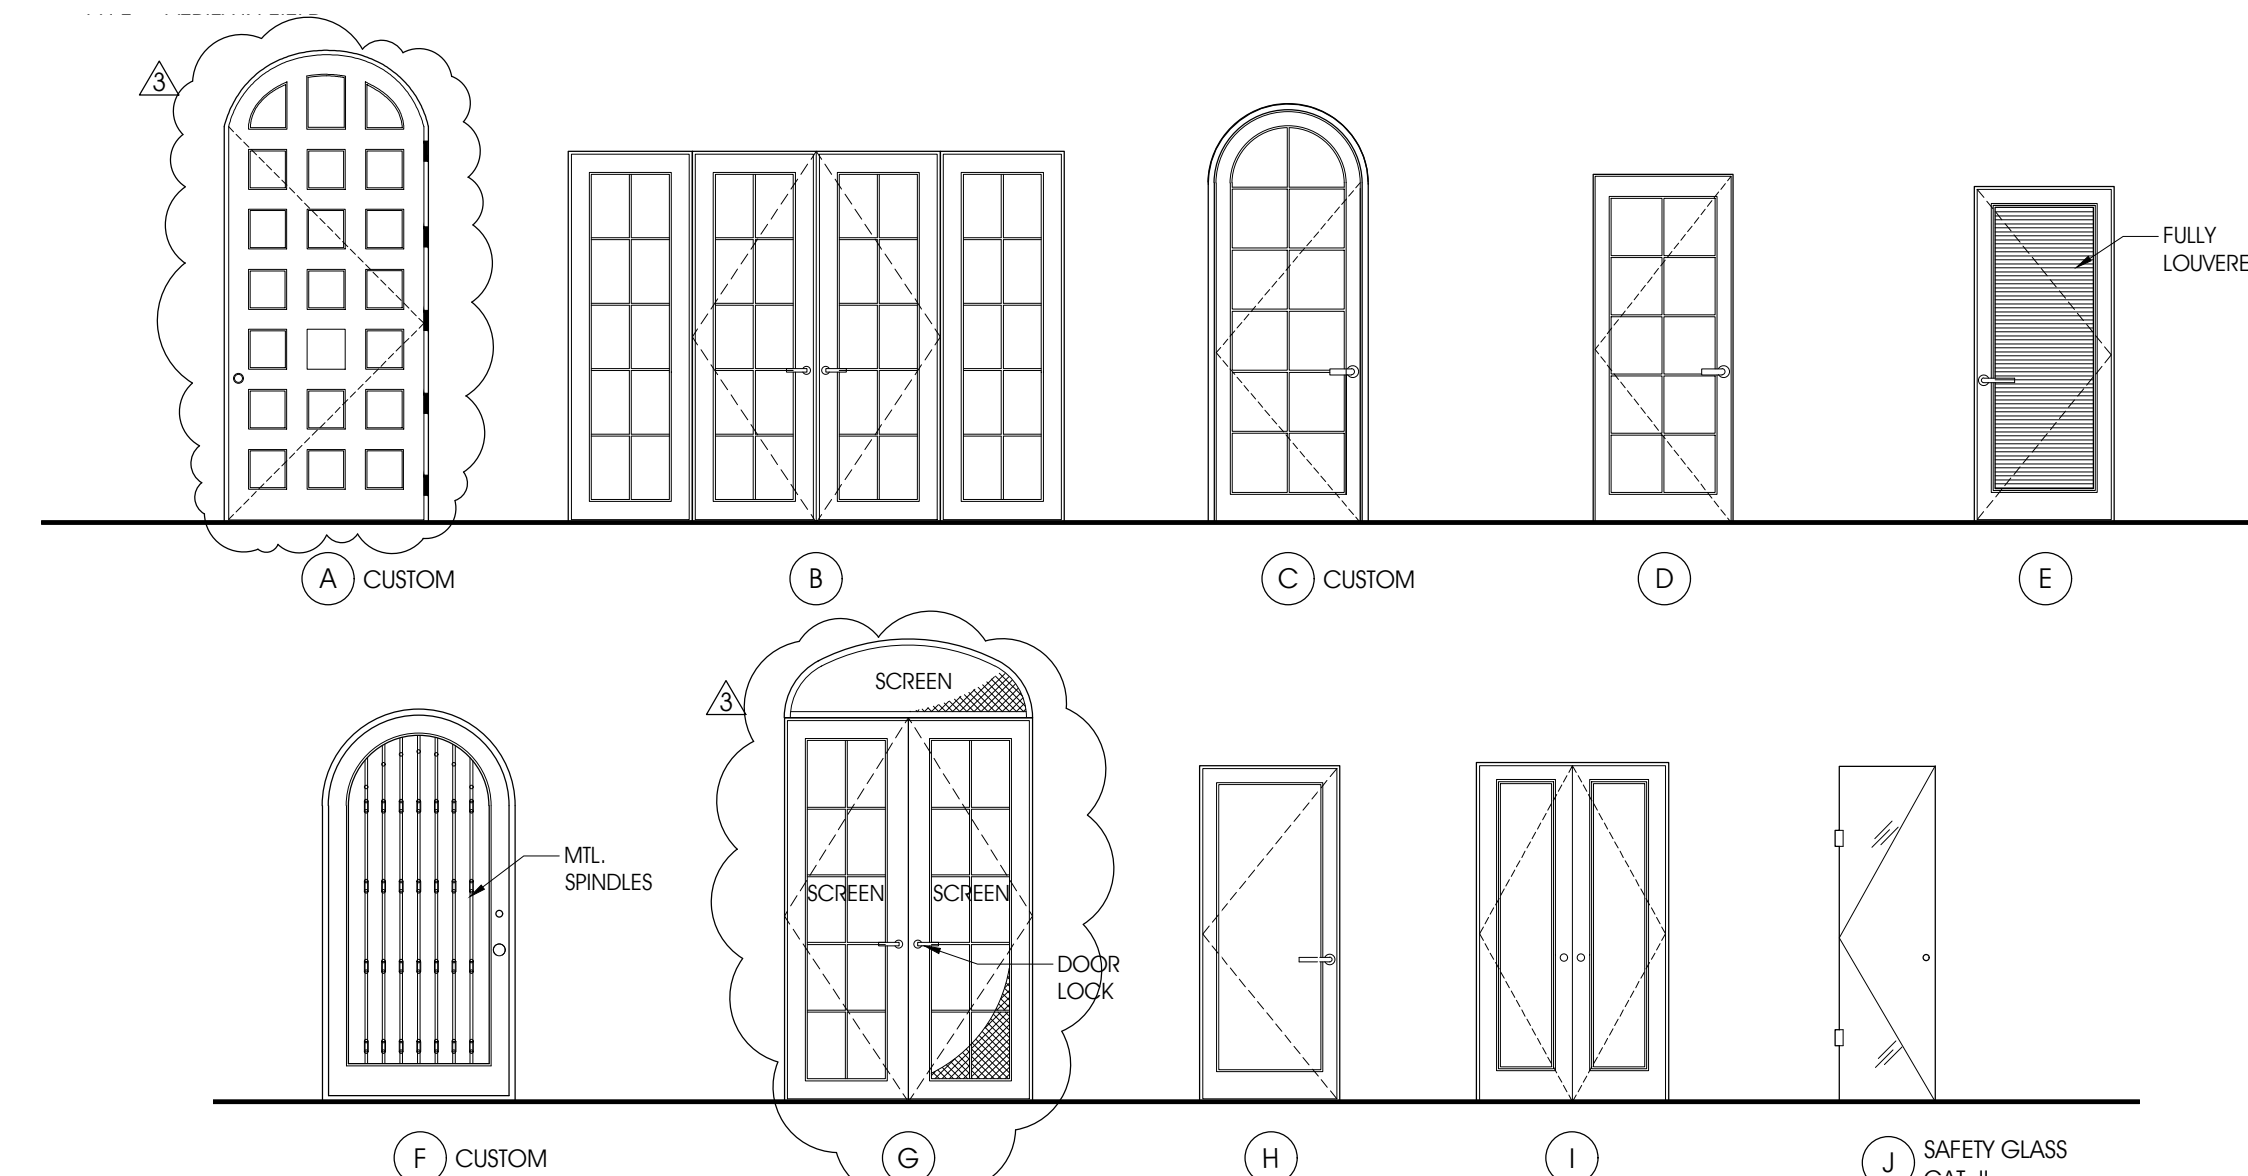 3
FULLY
LOUVERE
A CUSTOM
B
C CUSTOM
D
E
3
SCREEN
MTL.
SPINDLES
SCREEN SCREEN
DOOR
LOCK
F CUSTOM
G
H
I
J SAFETY GLASS